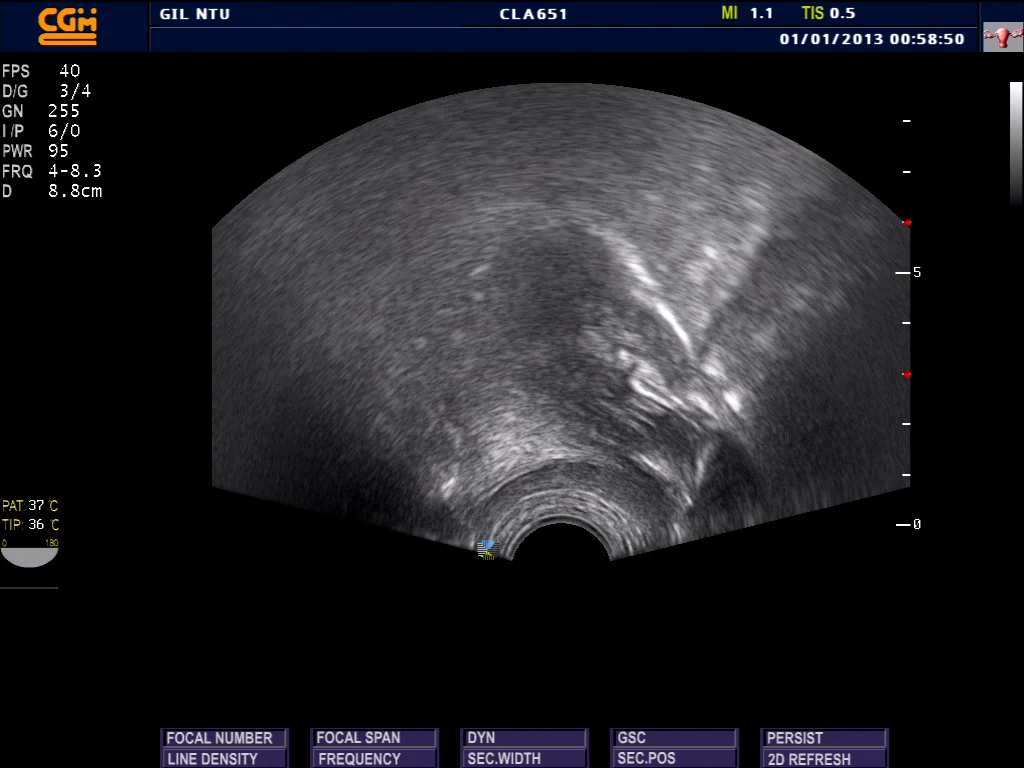 CGM
GIL NTU CLA651 MI 1.1 TIS 0.5
01/01/2013 00:58:50
FPS 40
D/G 3/4
GN 255
I/P 6/0
PWR 95
FRQ 4-8.3
D 8.8cm
5
PAT: 37 °C
TIP: 36 °C
0 180
0
FOCAL NUMBER FOCAL SPAN DYN GSC PERSIST
LINE DENSITY FREQUENCY SEC.WIDTH SEC.POS 2D REFRESH